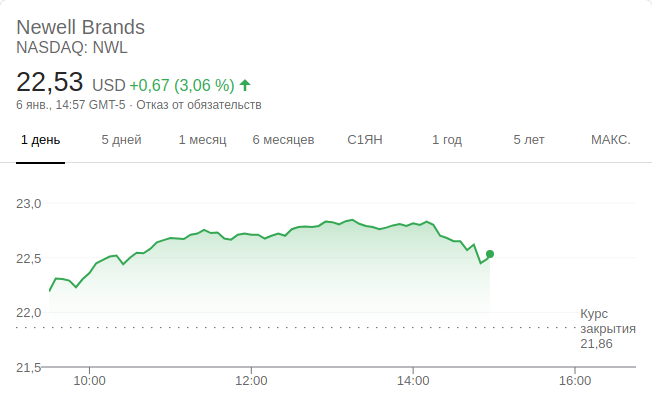 Newell Brands
NASDAQ: NWL
22,53 USD +0,67 (3,06 %)
6 янв., 14:57 GMT-5 · Отказ от обязательств
1 день 5 дней 1 месяц 6 месяцев С1ЯН 1 год 5 лет МАКС.
23,0
22,5
22,0
Курс
закрытия
21,86
21,5
10:00 12:00 14:00 16:00